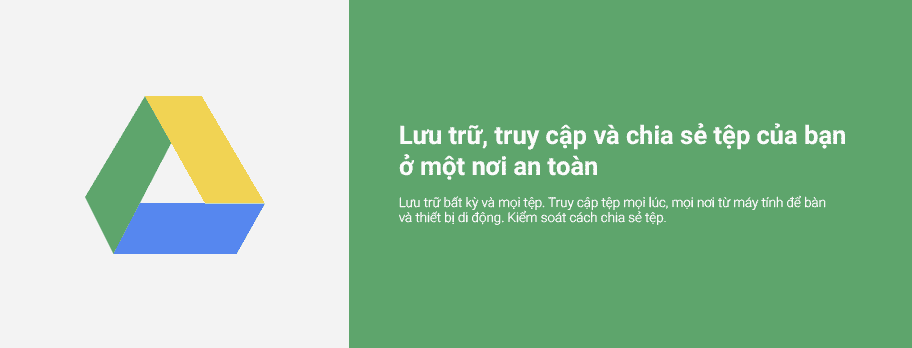 Lưu trữ, truy cập và chia sẻ tệp của bạn
ở một nơi an toàn
Lưu trữ bất kỳ và mọi tệp. Truy cập tệp mọi lúc, mọi nơi từ máy tính để bàn
và thiết bị di động. Kiểm soát cách chia sẻ tệp.